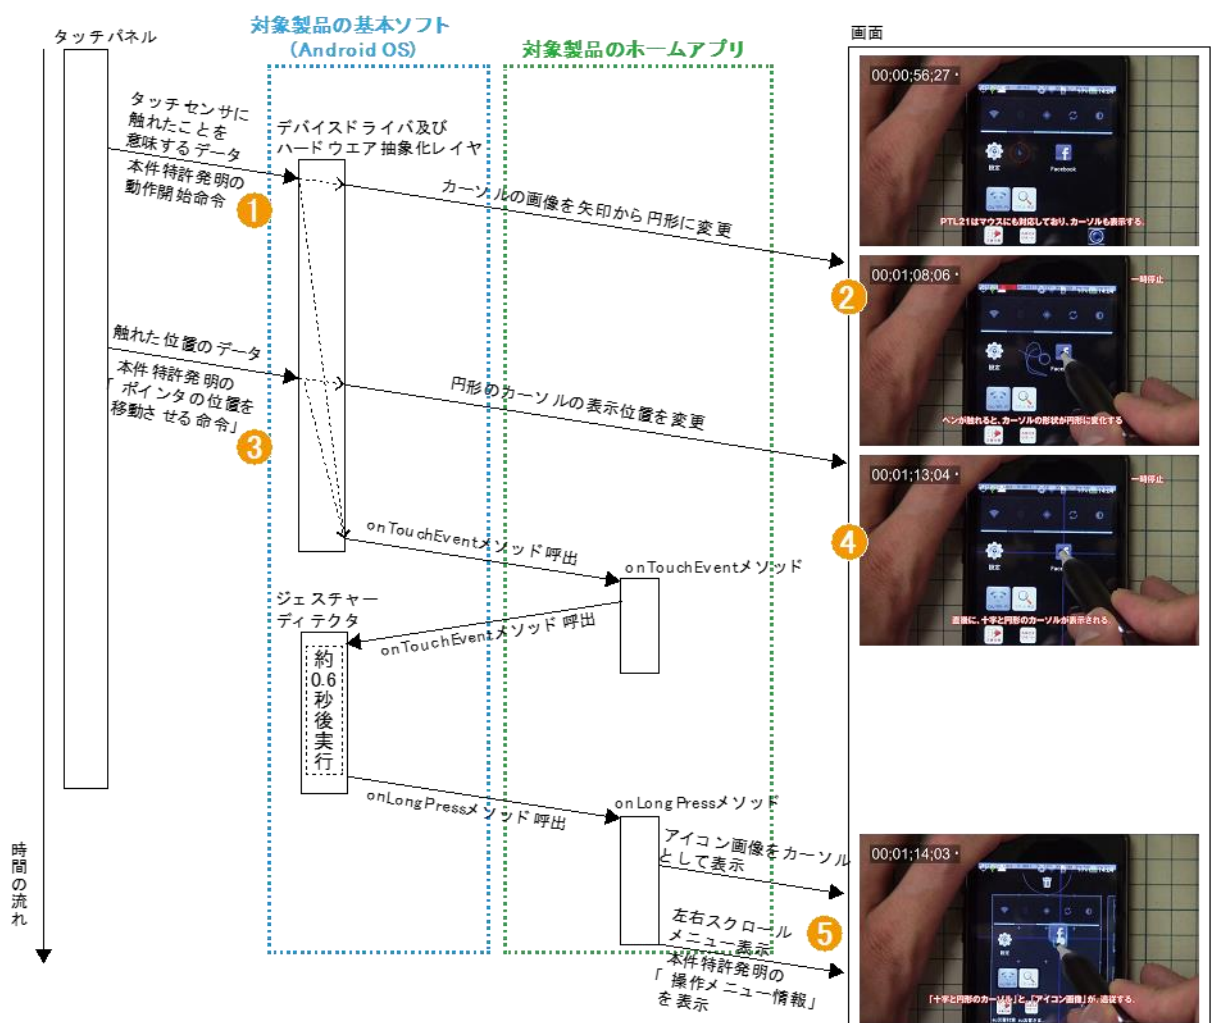 対象製品の基本ソフト
(Android OS)
対象製品のホームアプリ
画面
タッチパネル
00;00;56;27
タッチセンサに
触れたことを
意味するデータ
本件特許発明の
動作開始命令
1
デバイスドライバ及び
ハードウエア抽象化レイヤ
カーソルの画像を矢印から円形に変更
設定
Facebook
PTL21はマウスにも対応しており、カーソルも表示する。
2
00;01;08;06
一時停止
設定
ペンが触れると、カーソルの形状が円形に変化する
触れた位置のデータ
本件特許発明の
「ポインタの位置を
移動させる命令」
3
円形のカーソルの表示位置を変更
00;01;13;04
一時停止
4
設定
直後に、十字と円形のカーソルが表示される。
onTouchEventメソッド呼出
onTouchEventメソッド
ジェスチャー
ディテクタ
onTouchEventメソッド呼出
約
0.6
秒
後
実
行
onLongPressメソッド呼出
onLongPressメソッド
アイコン画像をカーソル
として表示
00;01;14;03
左右スクロール
メニュー表示
5
本件特許発明の
「操作メニュー情報」
を表示
設定
「十字と円形のカーソル」と、「アイコン画像」が、追従する。
時間の流れ